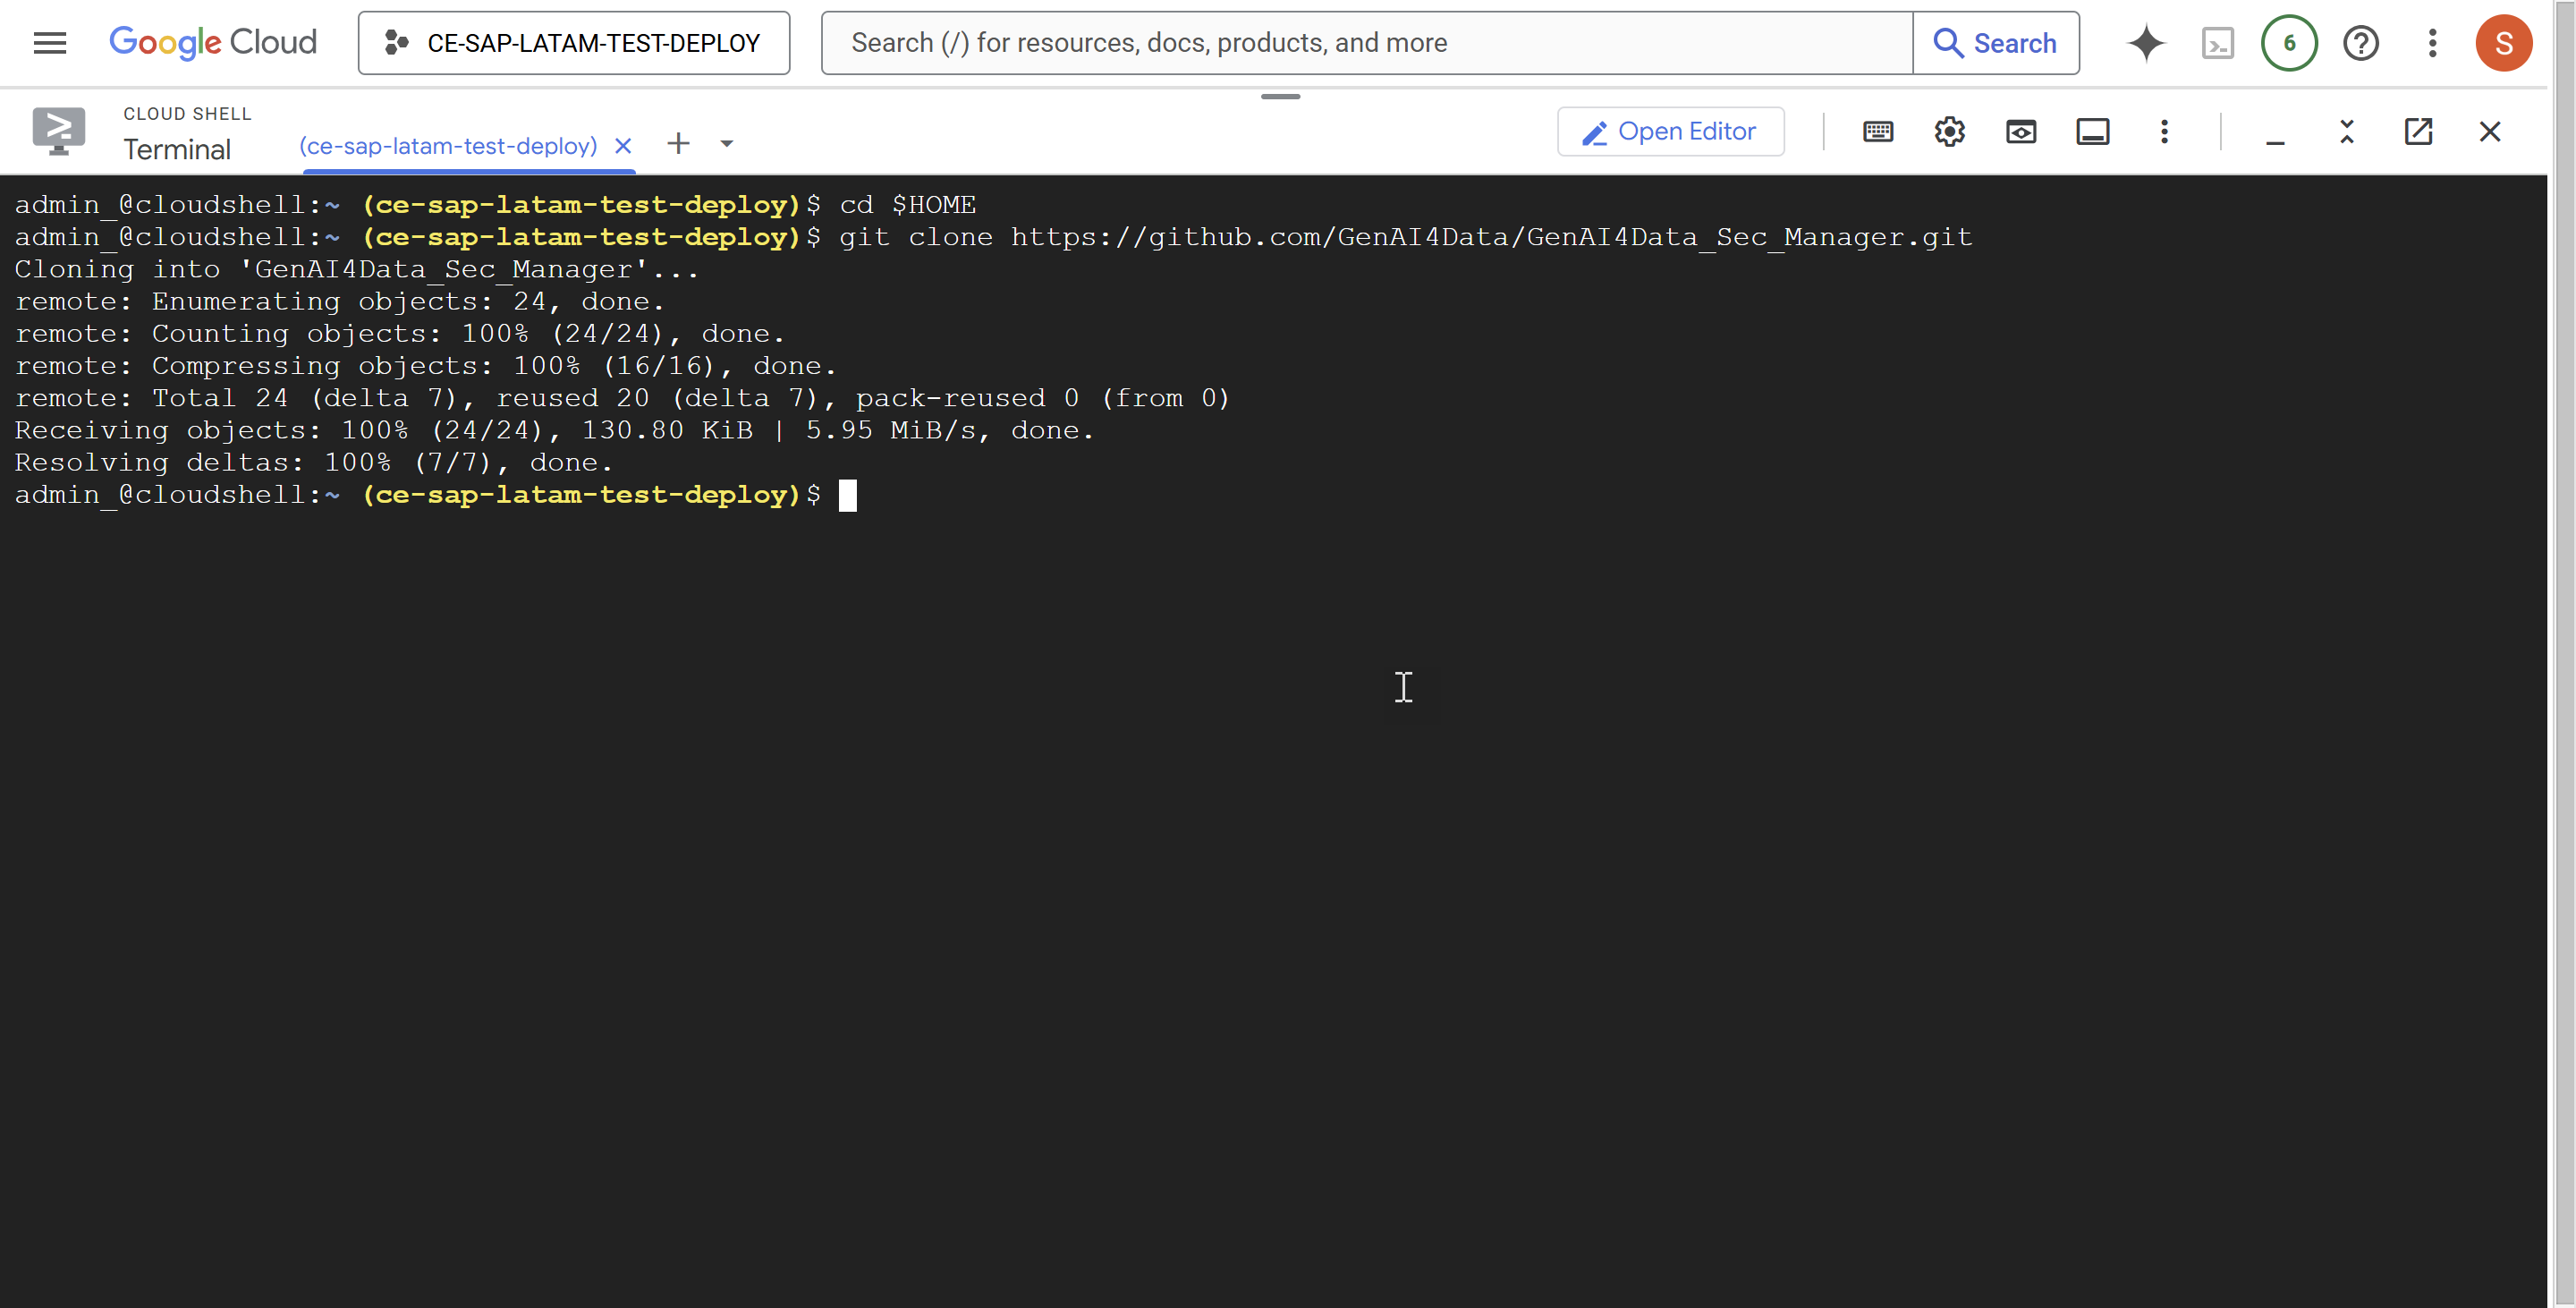 Google Cloud
CE-SAP-LATAM-TEST-DEPLOY
Search (/) for resources, docs, products, and more
Search
6
S
CLOUD SHELL
Terminal
(ce-sap-latam-test-deploy)
Open Editor
admin_@cloudshell:~ (ce-sap-latam-test-deploy)$ cd $HOME
admin_@cloudshell:~ (ce-sap-latam-test-deploy)$ git clone https://github.com/GenAI4Data/GenAI4Data_Sec_Manager.git
Cloning into 'GenAI4Data_Sec_Manager'...
remote: Enumerating objects: 24, done.
remote: Counting objects: 100% (24/24), done.
remote: Compressing objects: 100% (16/16), done.
remote: Total 24 (delta 7), reused 20 (delta 7), pack-reused 0 (from 0)
Receiving objects: 100% (24/24), 130.80 KiB | 5.95 MiB/s, done.
Resolving deltas: 100% (7/7), done.
admin_@cloudshell:~ (ce-sap-latam-test-deploy)$